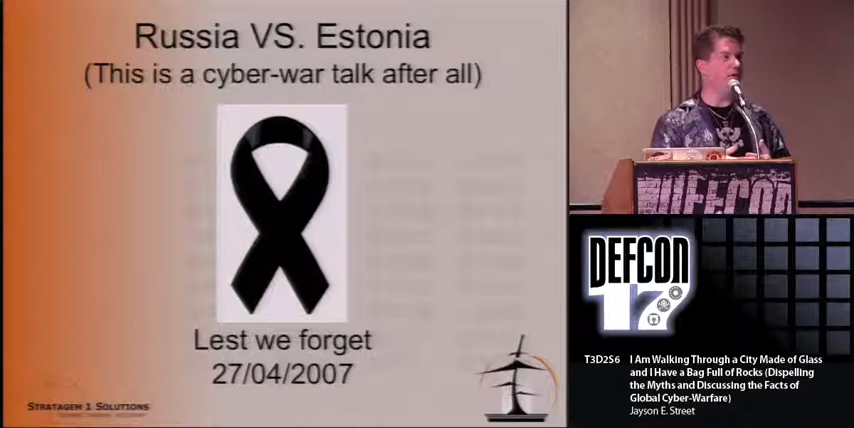 Russia VS. Estonia
(This is a cyber-war talk after all)
Lest we forget
27/04/2007
STRATAGEM 1 SOLUTIONS
DEFCON
DEFCON
17
T3D2S6
I Am Walking Through a City Made of Glass
and I Have a Bag Full of Rocks (Dispelling
the Myths and Discussing the Facts of
Global Cyber-Warfare)
Jayson E. Street